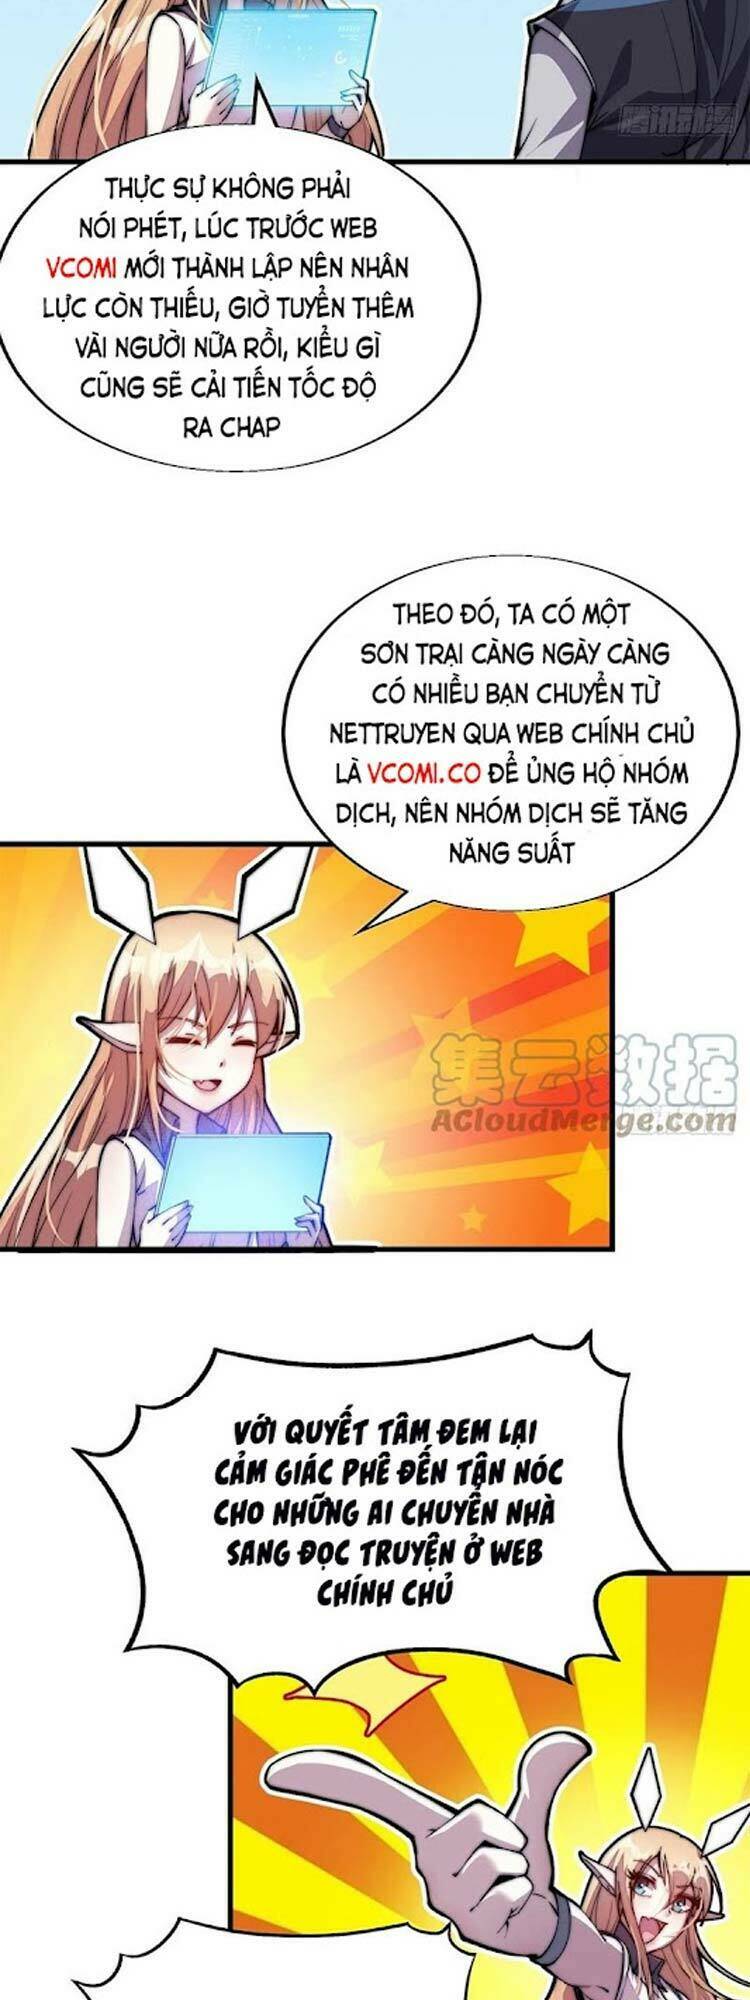 腾讯动漫
THỰC SỰ KHÔNG PHẢI
NÓI PHÉT, LÚC TRƯỚC WEB
VCOMI MỚI THÀNH LẬP NÊN NHÂN
LỰC CÒN THIẾU, GIỜ TUYỂN THÊM
VÀI NGƯỜI NỮA RỒI, KIỂU GÌ
CŨNG SẼ CẢI TIẾN TỐC ĐỘ
RA CHAP
THEO ĐÓ, TA CÓ MỘT
SƠN TRẠI CÀNG NGÀY CÀNG
CÓ NHIỀU BẠN CHUYỂN TỪ
NETTRUYEN QUA WEB CHÍNH CHỦ
LÀ VCOMI.CO ĐỂ ỦNG HỘ NHÓM
DỊCH, NÊN NHÓM DỊCH SẼ TĂNG
NĂNG SUẤT
集云数据
ACloudMerge.com
VỚI QUYẾT TÂM ĐEM LẠI
CẢM GIÁC PHÊ ĐẾN TẬN NÓC
CHO NHỮNG AI CHUYỂN NHÀ
SANG ĐỌC TRUYỆN Ở WEB
CHÍNH CHỦ